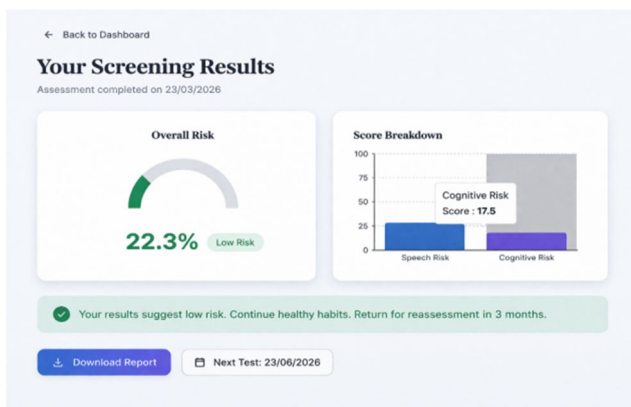 ← Back to Dashboard
Your Screening Results
Assessment completed on 23/03/2026
Overall Risk
22.3% Low Risk
Score Breakdown
100
75
50
25
0
Cognitive Risk
Score : 17.5
Speech Risk Cognitive Risk
Your results suggest low risk. Continue healthy habits. Return for reassessment in 3 months.
Download Report Next Test: 23/06/2026